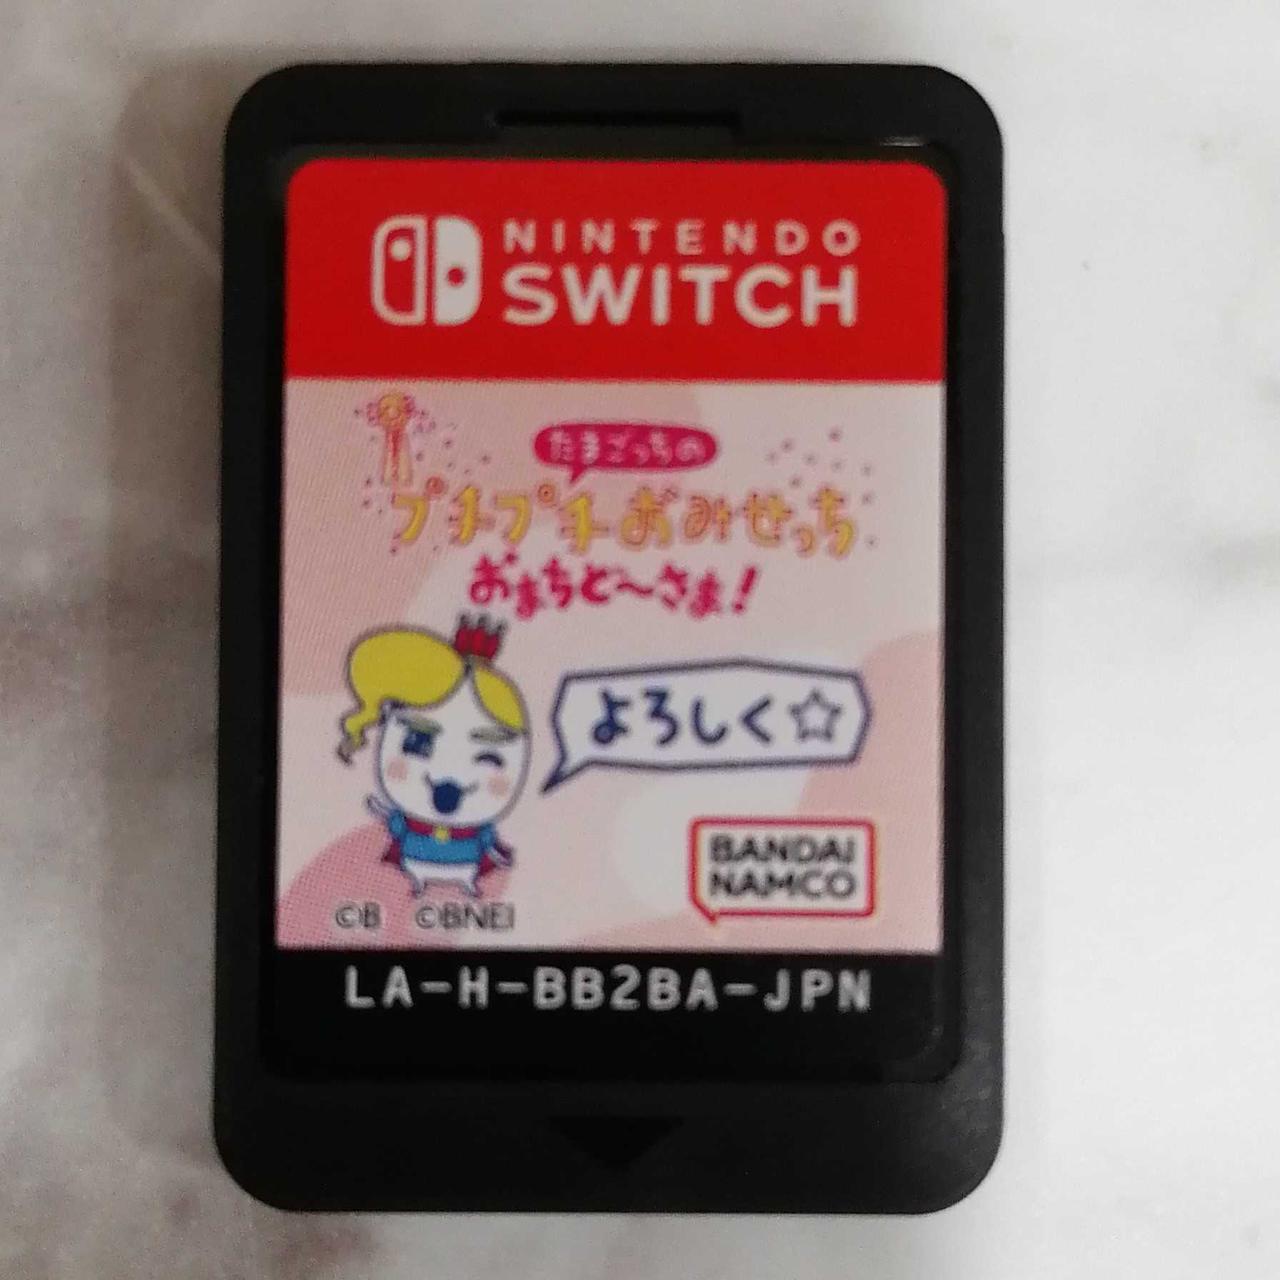 NINTENDO
SWITCH
たまごっちの
プチプチおみせっち
おまちど〜さま!
よろしく☆
BANDAI
NAMCO
©B ©BNEI
LA-H-BB2BA-JPN